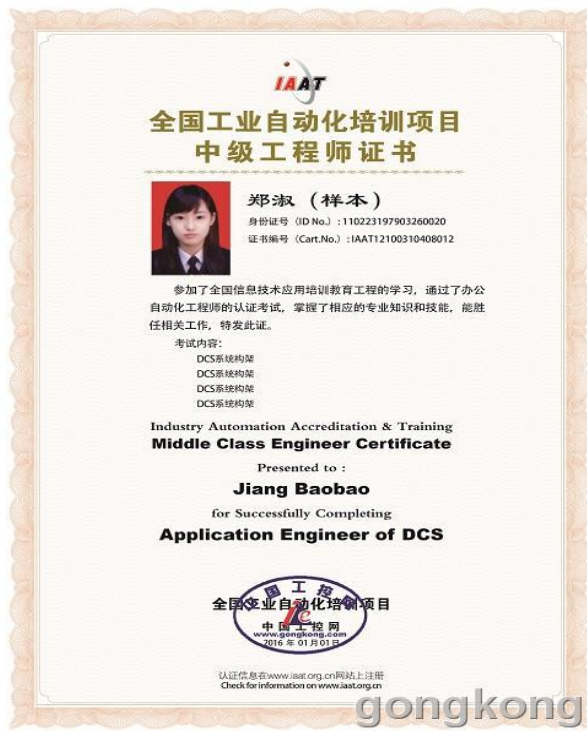 IAAT
全国工业自动化培训项目
中级工程师证书
郑淑（样本）
身份证号（ID No.）: 110223197903260020
证书编号（Cart.No.）: IAAT12100310408012
参加了全国信息技术应用培训教育工程的学习，通过了办公
自动化工程师的认证考试，掌握了相应的专业知识和技能，能胜
任相关工作，特发此证。
考试内容：
DCS系统构架
DCS系统构架
DCS系统构架
DCS系统构架
Industry Automation Accreditation & Training
Middle Class Engineer Certificate
Presented to :
Jiang Baobao
for Successfully Completing
Application Engineer of DCS
中国工控网
全国工业自动化培训项目
中国工控网
www.gongkong.com
2016 年 01月01日
认证信息在www.iaat.org.cn网站上注册
Check for information on www.iaat.org.cn
gongkong